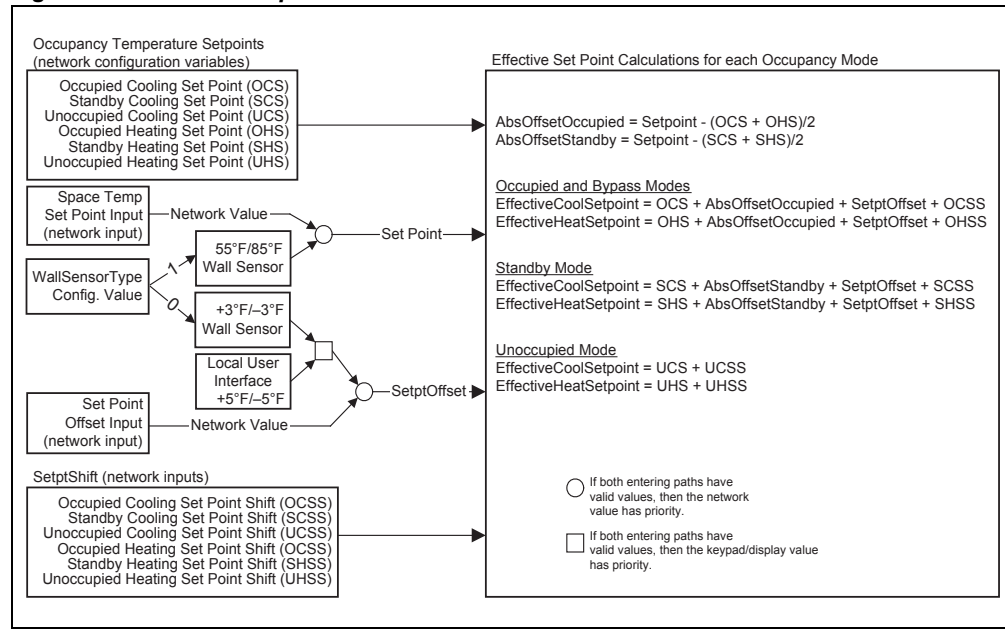 Occupancy Temperature Setpoints
(network configuration variables)
Occupied Cooling Set Point (OCS)
Standby Cooling Set Point (SCS)
Unoccupied Cooling Set Point (UCS)
Occupied Heating Set Point (OHS)
Standby Heating Set Point (SHS)
Unoccupied Heating Set Point (UHS)
Space Temp
Set Point Input
(network input)
Network Value
WallSensorType
Config. Value
1
0
55°F/85°F
Wall Sensor
+3°F/–3°F
Wall Sensor
Local User
Interface
+5°F/–5°F
Set Point
SetptOffset
Set Point
Offset Input
(network input)
Network Value
SetptShift (network inputs)
Occupied Cooling Set Point Shift (OCSS)
Standby Cooling Set Point Shift (SCSS)
Unoccupied Cooling Set Point Shift (UCSS)
Occupied Heating Set Point Shift (OCSS)
Standby Heating Set Point Shift (SHSS)
Unoccupied Heating Set Point Shift (UHSS)
Effective Set Point Calculations for each Occupancy Mode
AbsOffsetOccupied = Setpoint - (OCS + OHS)/2
AbsOffsetStandby = Setpoint - (SCS + SHS)/2
Occupied and Bypass Modes
EffectiveCoolSetpoint = OCS + AbsOffsetOccupied + SetptOffset + OCSS
EffectiveHeatSetpoint = OHS + AbsOffsetOccupied + SetptOffset + OHSS
Standby Mode
EffectiveCoolSetpoint = SCS + AbsOffsetStandby + SetptOffset + SCSS
EffectiveHeatSetpoint = SHS + AbsOffsetStandby + SetptOffset + SHSS
Unoccupied Mode
EffectiveCoolSetpoint = UCS + UCSS
EffectiveHeatSetpoint = UHS + UHSS
If both entering paths have
valid values, then the network
value has priority.
If both entering paths have
valid values, then the keypad/display value
has priority.